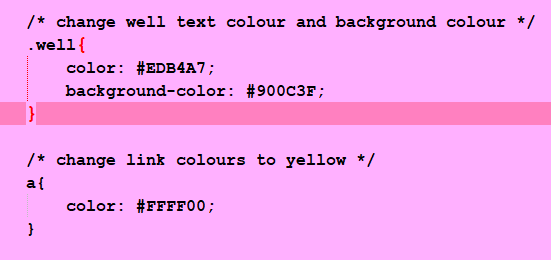 /* change well text colour and background colour */
.well{
color: #EDB4A7;
background-color: #900C3F;
}
/* change link colours to yellow */
a{
color: #FFFF00;
}